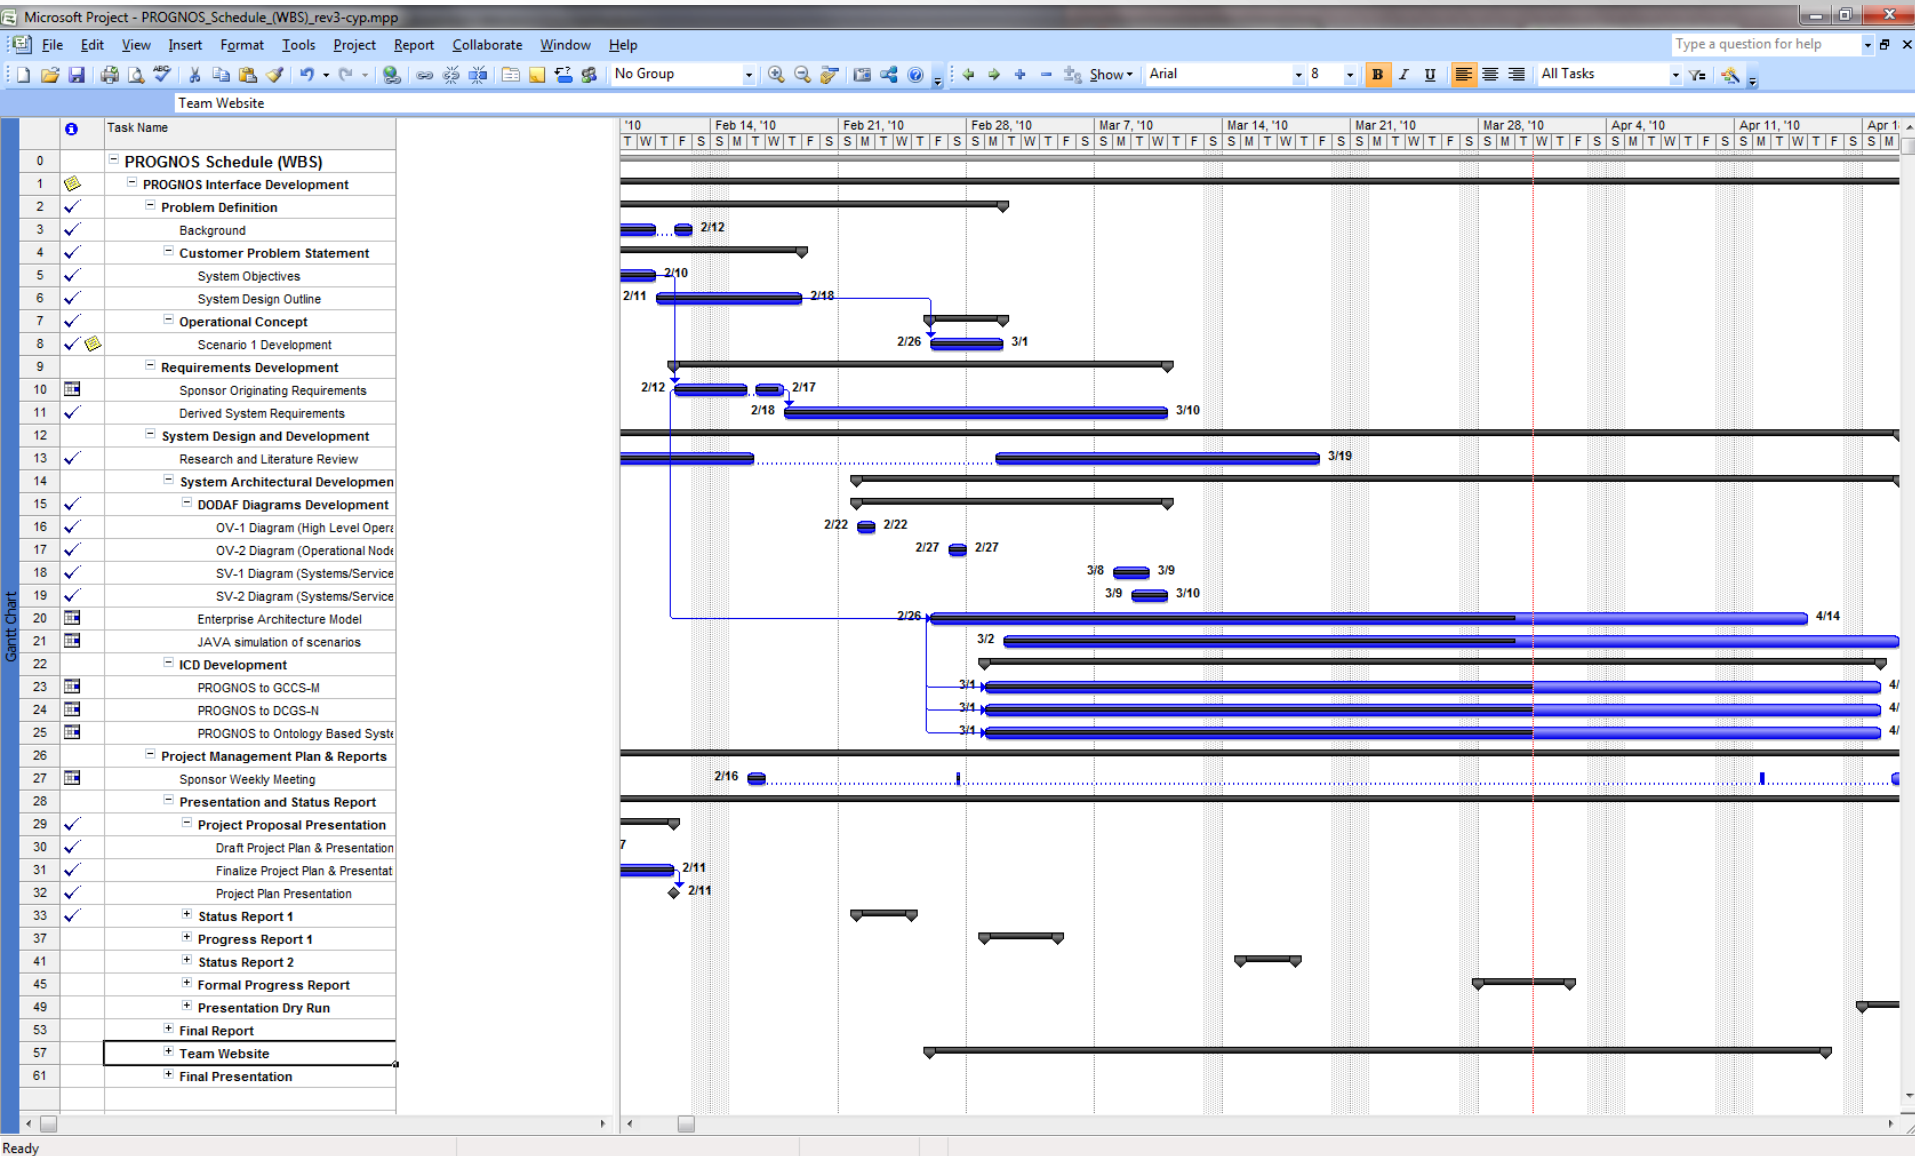 Microsoft Project - PROGNOS_Schedule_(WBS)_rev3-cyp.mpp
File Edit View Insert Format Tools Project Report Collaborate Window Help
Type a question for help
No Group
Show
Arial
8
B I U
All Tasks
Team Website
Task Name
'10 Feb 14, '10 Feb 21, '10 Feb 28, '10 Mar 7, '10 Mar 14, '10 Mar 21, '10 Mar 28, '10 Apr 4, '10 Apr 11, '10 Apr 1
T W T F S S M T W T F S S M T W T F S S M T W T F S S M T W T F S S M T W T F S S M T W T F S S M T W T F S S M T W T F S S M T W T F S S M
0 PROGNOS Schedule (WBS)
1 PROGNOS Interface Development
2 Problem Definition
3 Background 2/12
4 Customer Problem Statement
5 System Objectives 2/10
6 System Design Outline 2/11 2/18
7 Operational Concept
8 Scenario 1 Development 2/26 3/1
9 Requirements Development
10 Sponsor Originating Requirements 2/12 2/17
11 Derived System Requirements 2/18 3/10
12 System Design and Development
13 Research and Literature Review 3/19
14 System Architectural Developmen
15 DODAF Diagrams Development
16 OV-1 Diagram (High Level Opera 2/22 2/22
17 OV-2 Diagram (Operational Node 2/27 2/27
18 SV-1 Diagram (Systems/Service 3/8 3/9
19 SV-2 Diagram (Systems/Service 3/9 3/10
20 Enterprise Architecture Model 2/26 4/14
21 JAVA simulation of scenarios 3/2
22 ICD Development
23 PROGNOS to GCCS-M 3/1 4/
24 PROGNOS to DCGS-N 3/1 4/
25 PROGNOS to Ontology Based Syste 3/1 4/
26 Project Management Plan & Reports
27 Sponsor Weekly Meeting 2/16
28 Presentation and Status Report
29 Project Proposal Presentation
30 Draft Project Plan & Presentation 7
31 Finalize Project Plan & Presentat 2/11
32 Project Plan Presentation 2/11
33 Status Report 1
37 Progress Report 1
41 Status Report 2
45 Formal Progress Report
49 Presentation Dry Run
53 Final Report
57 Team Website
61 Final Presentation
Gantt Chart
Ready